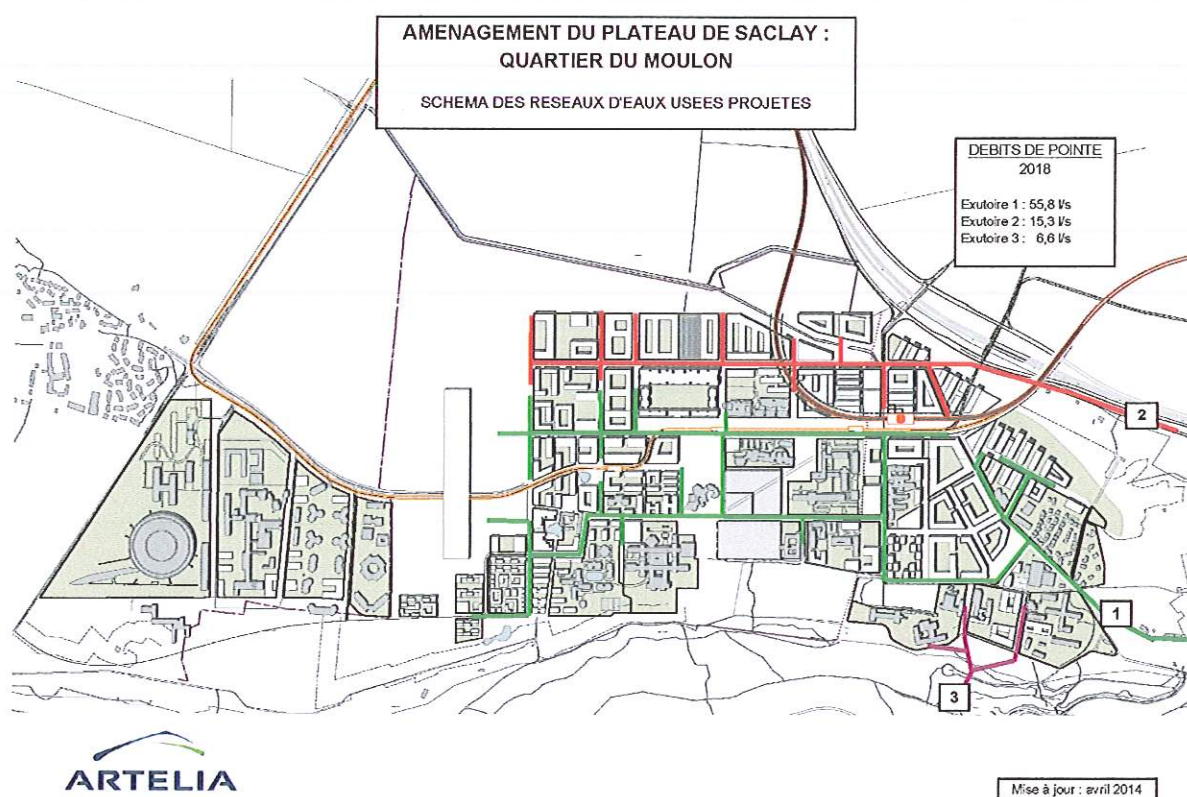 AMENAGEMENT DU PLATEAU DE SACLAY :
QUARTIER DU MOULON
SCHEMA DES RESEAUX D'EAUX USEES PROJETES
DEBITS DE POINTE
2018
Exutoire 1 : 55,8 l/s
Exutoire 2 : 15,3 l/s
Exutoire 3 : 6,6 l/s
2
1
3
ARTELIA
Mise à jour : avril 2014